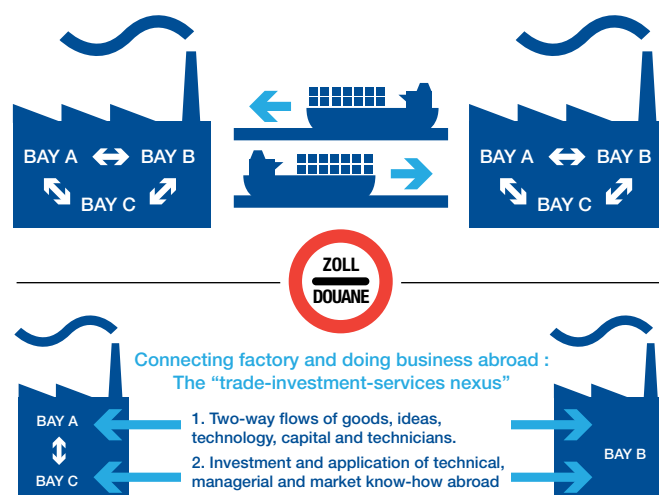 BAY A
BAY B
BAY C
BAY A
BAY B
BAY C
ZOLL
DOUANE
Connecting factory and doing business abroad :
The “trade-investment-services nexus”
BAY A
BAY C
1. Two-way flows of goods, ideas,
technology, capital and technicians.
2. Investment and application of technical,
managerial and market know-how abroad
BAY B